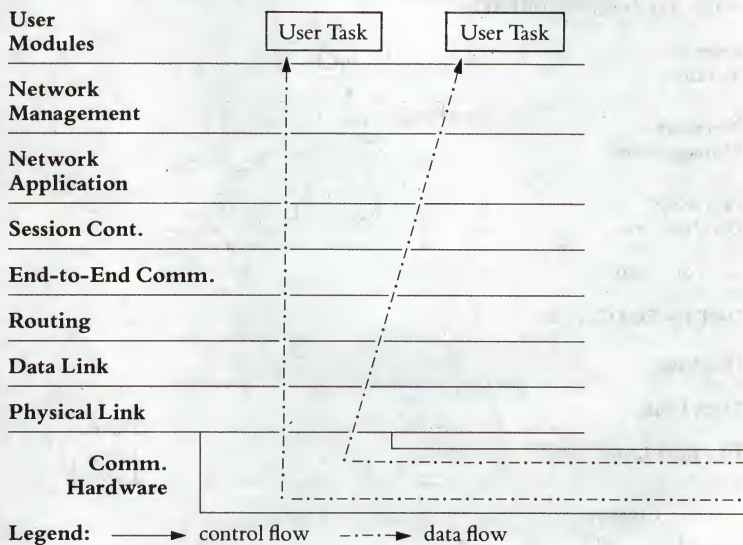 User
Modules
User Task
User Task
Network
Management
Network
Application
Session Cont.
End-to-End Comm.
Routing
Data Link
Physical Link
Comm.
Hardware
Legend: control flow data flow